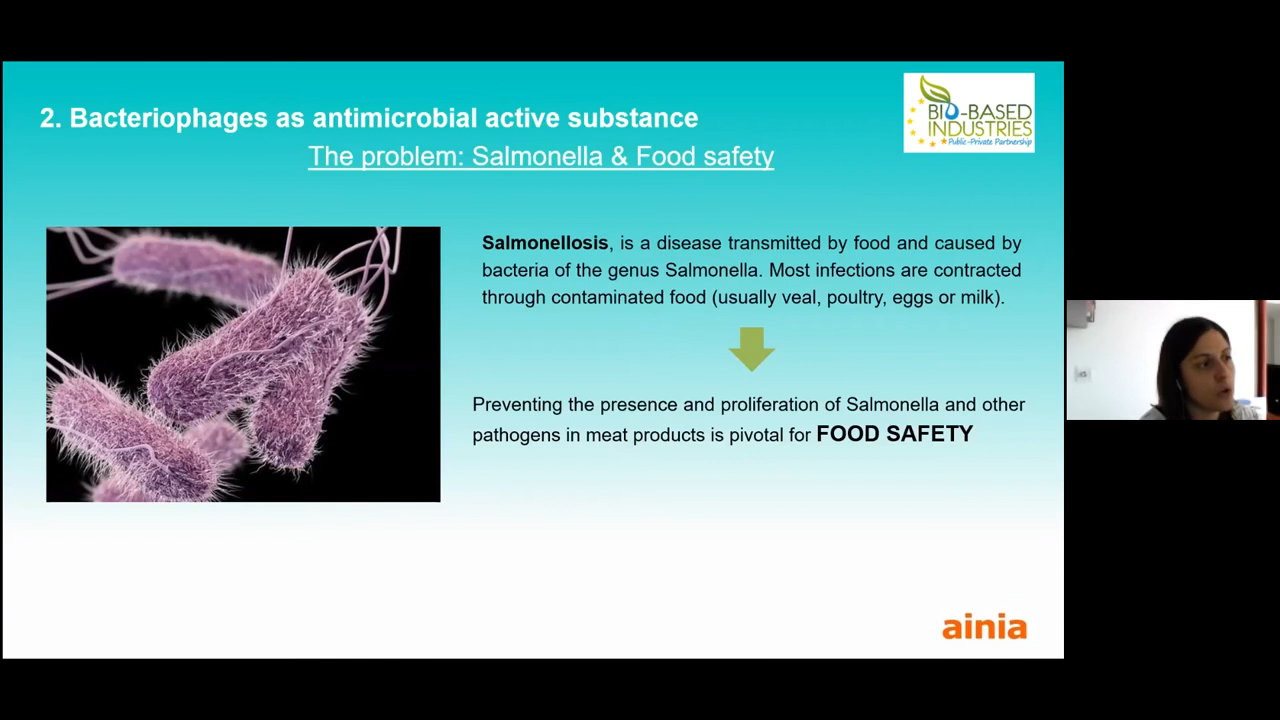 2. Bacteriophages as antimicrobial active substance
The problem: Salmonella & Food safety
BIO-BASED
INDUSTRIES
Public-Private Partnership
Salmonellosis, is a disease transmitted by food and caused by
bacteria of the genus Salmonella. Most infections are contracted
through contaminated food (usually veal, poultry, eggs or milk).
Preventing the presence and proliferation of Salmonella and other
pathogens in meat products is pivotal for FOOD SAFETY
ainia